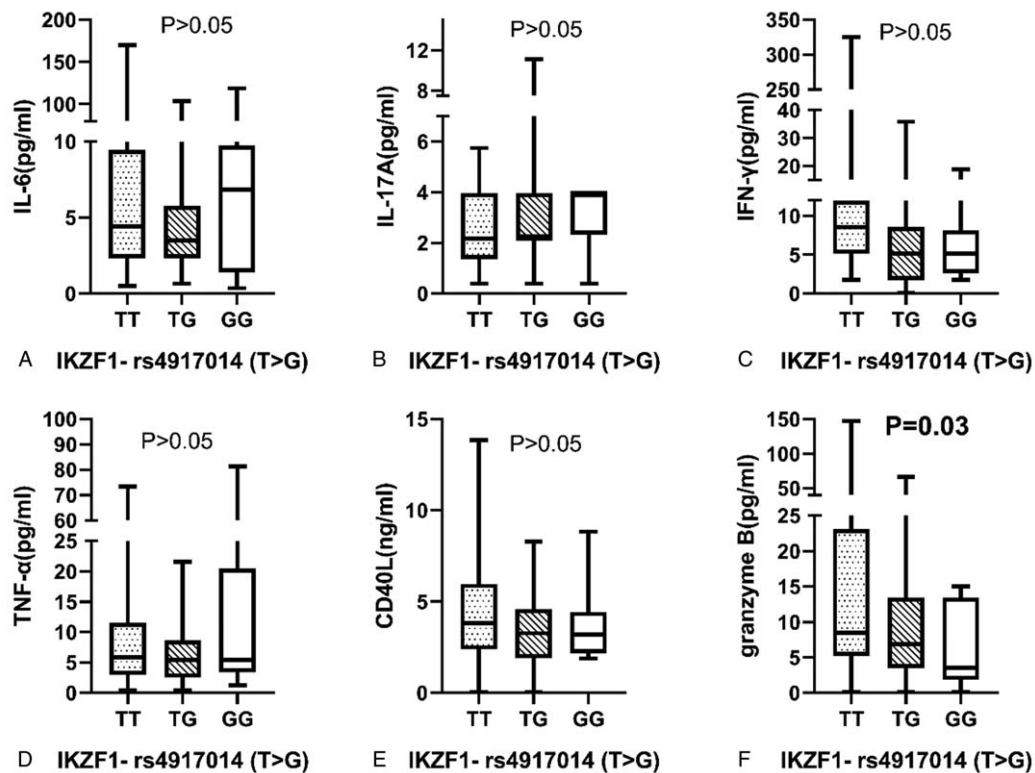 P>0.05
IL-6(pg/ml)
200
150
100
50
10
5
0
TT TG GG
A IKZF1- rs4917014 (T>G)
P>0.05
IL-17A(pg/ml)
12
8
6
4
2
0
TT TG GG
B IKZF1- rs4917014 (T>G)
P>0.05
IFN-γ(pg/ml)
350
300
250
200
150
40
30
20
10
5
0
TT TG GG
C IKZF1- rs4917014 (T>G)
P>0.05
TNF-α(pg/ml)
100
90
80
70
60
25
20
15
10
5
0
TT TG GG
D IKZF1- rs4917014 (T>G)
P>0.05
CD40L(ng/ml)
15
10
5
0
TT TG GG
E IKZF1- rs4917014 (T>G)
P=0.03
granzyme B(pg/ml)
150
100
50
25
20
15
10
5
0
TT TG GG
F IKZF1- rs4917014 (T>G)